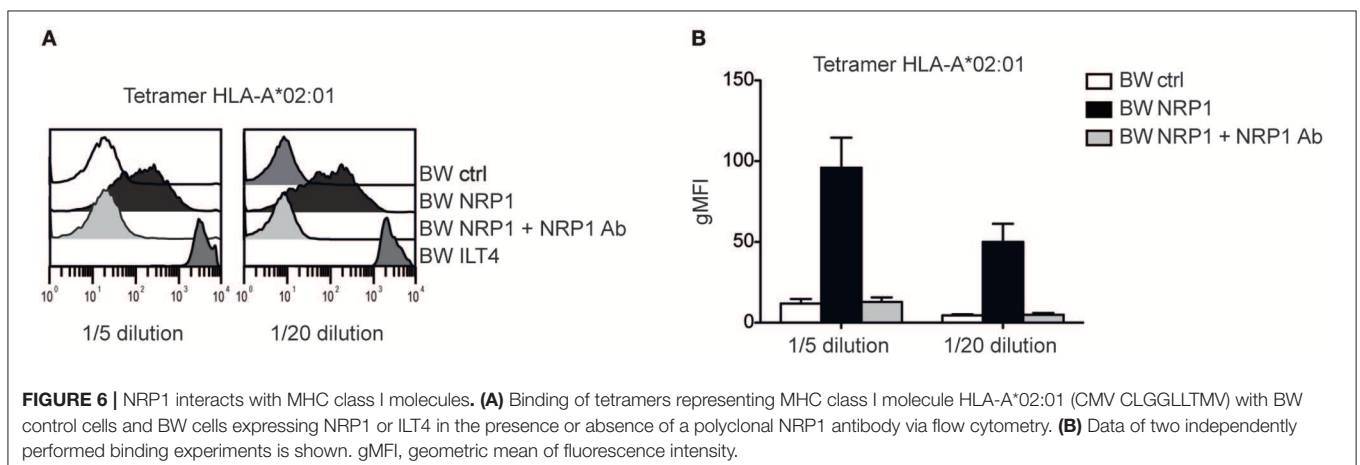 A
Tetramer HLA-A*02:01
BW ctrl
BW NRP1
BW NRP1 + NRP1 Ab
BW ILT4
10⁰ 10¹ 10² 10³ 10⁴ 10⁰ 10¹ 10² 10³ 10⁴
1/5 dilution 1/20 dilution
B
Tetramer HLA-A*02:01
150
100
50
0
gMFI
1/5 dilution 1/20 dilution
BW ctrl
BW NRP1
BW NRP1 + NRP1 Ab
FIGURE 6 | NRP1 interacts with MHC class I molecules. (A) Binding of tetramers representing MHC class I molecule HLA-A*02:01 (CMV CLGGLLTMV) with BW
control cells and BW cells expressing NRP1 or ILT4 in the presence or absence of a polyclonal NRP1 antibody via flow cytometry. (B) Data of two independently
performed binding experiments is shown. gMFI, geometric mean of fluorescence intensity.